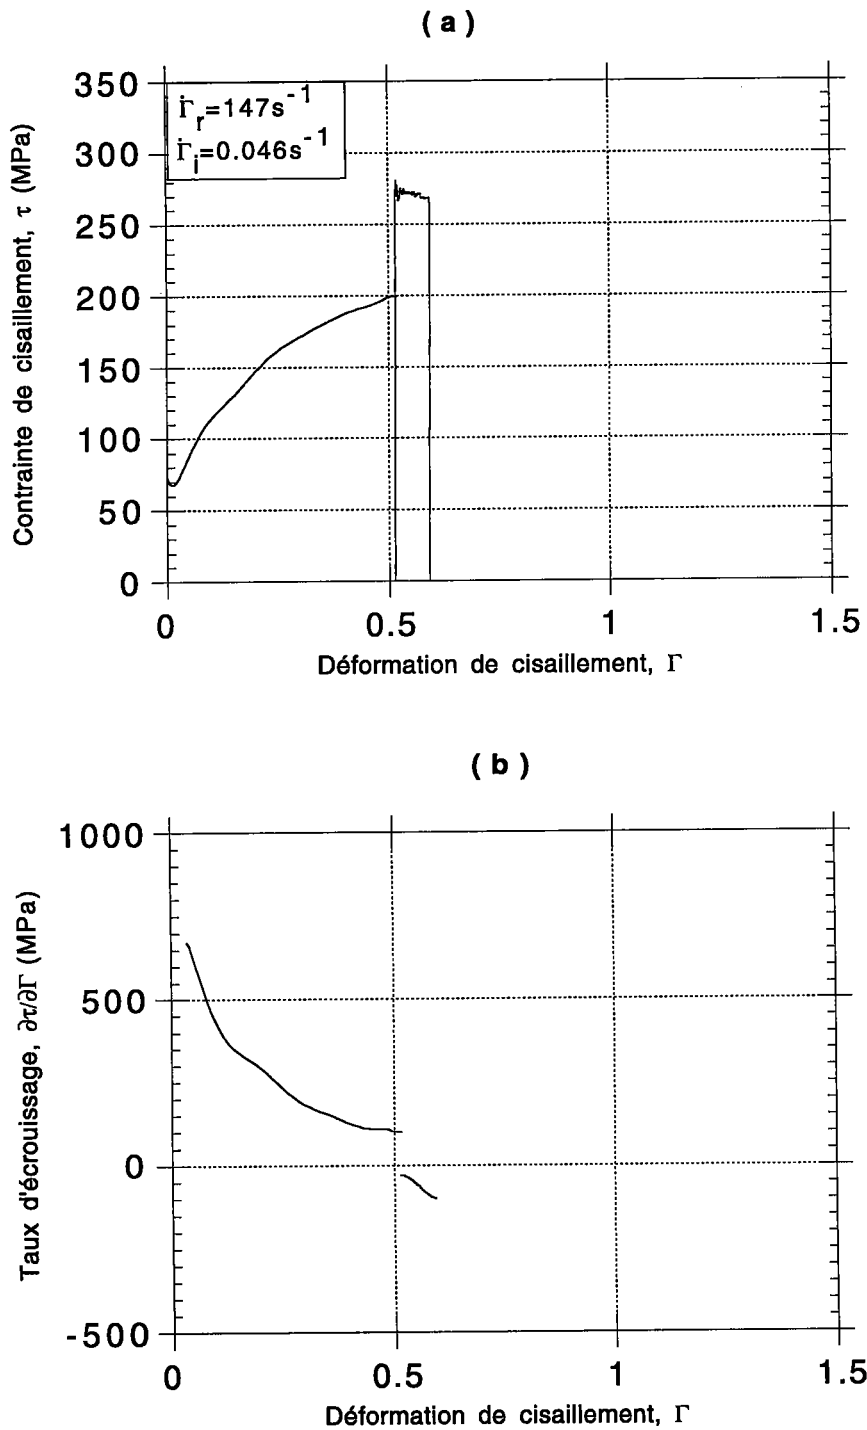 ( a )
350
300
250
200
150
100
50
0
Γ̇r=147s-1
Γ̇i=0.046s-1
Contrainte de cisaillement, τ (MPa)
0 0.5 1 1.5
Déformation de cisaillement, Γ
( b )
1000
500
0
-500
Taux d'écrouissage, ∂τ/∂Γ (MPa)
0 0.5 1 1.5
Déformation de cisaillement, Γ